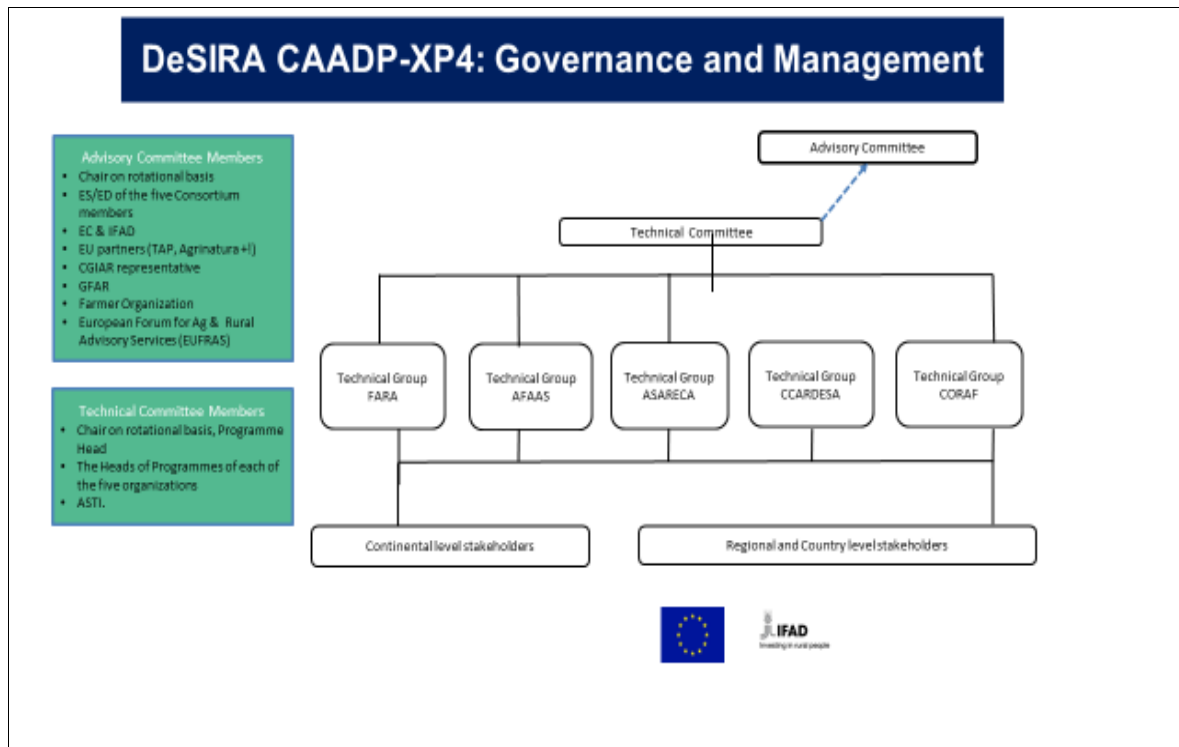 DeSIRA CAADP-XP4: Governance and Management
Advisory Committee Members
• Chair on rotational basis
• ES/ED of the five Consortium
members
• EC & IFAD
• EU partners (TAP, Agrinatura +!)
• CGIAR representative
• GFAR
• Farmer Organization
• European Forum for Ag & Rural
Advisory Services (EUFRAS)
Technical Committee Members
• Chair on rotational basis, Programme
Head
• The Heads of Programmes of each of
the five organizations
• ASTI.
Advisory Committee
Technical Committee
Technical Group
FARA
Technical Group
AFAAS
Technical Group
ASARECA
Technical Group
CCARDESA
Technical Group
CORAF
Continental level stakeholders
Regional and Country level stakeholders
IFAD
Investing in rural people